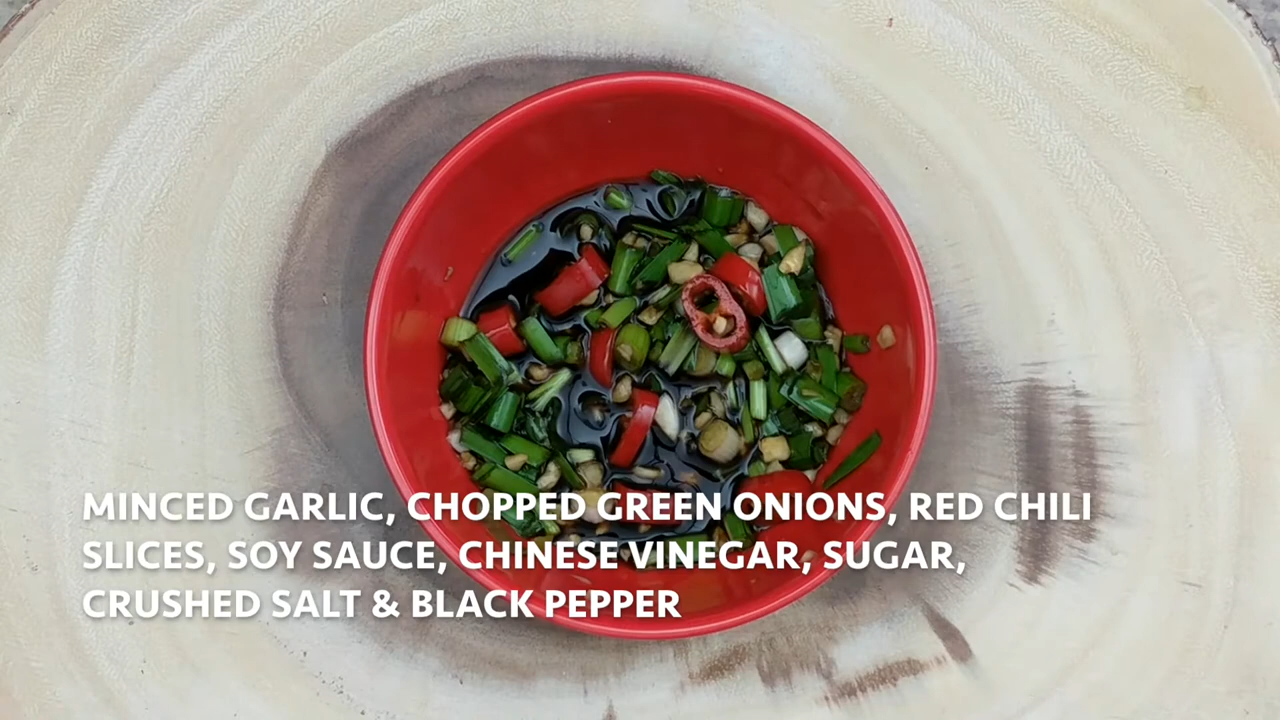 MINCED GARLIC, CHOPPED GREEN ONIONS, RED CHILI
SLICES, SOY SAUCE, CHINESE VINEGAR, SUGAR,
CRUSHED SALT & BLACK PEPPER